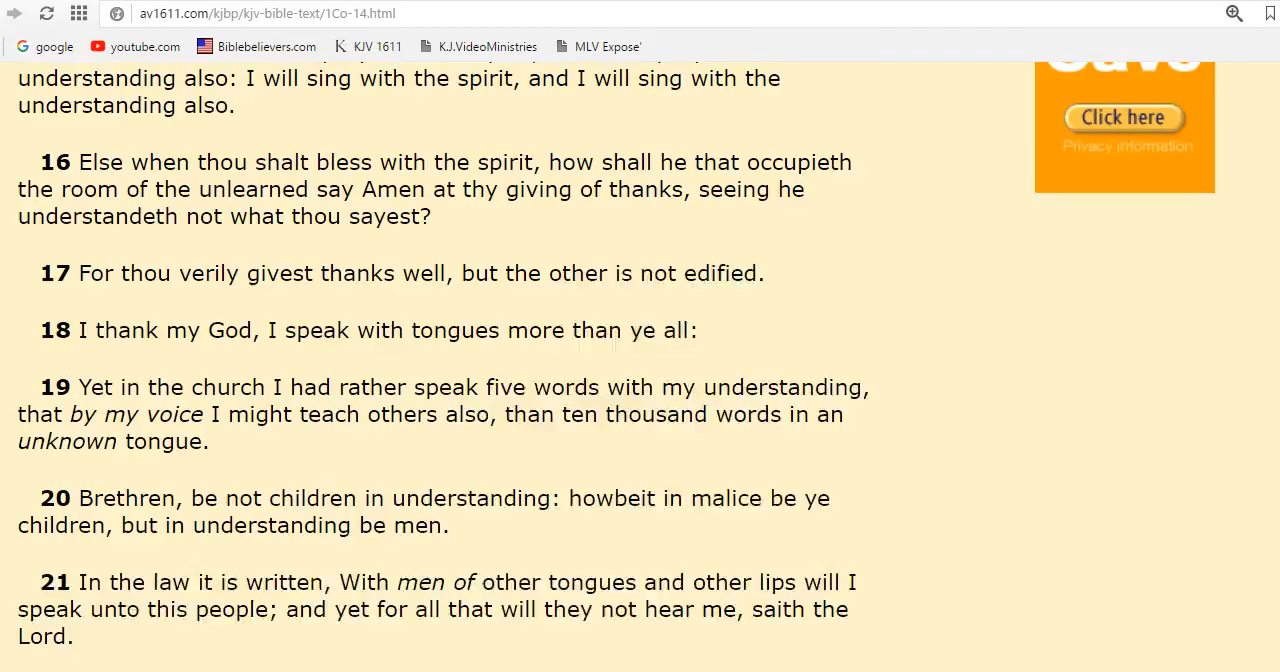 av1611.com/kjbp/kjv-bible-text/1Co-14.html
google youtube.com Biblebelievers.com KJV 1611 K.J.VideoMinistries MLV Expose'
understanding also: I will sing with the spirit, and I will sing with the
understanding also.
Click here
Privacy information
16 Else when thou shalt bless with the spirit, how shall he that occupieth
the room of the unlearned say Amen at thy giving of thanks, seeing he
understandeth not what thou sayest?
17 For thou verily givest thanks well, but the other is not edified.
18 I thank my God, I speak with tongues more than ye all:
19 Yet in the church I had rather speak five words with my understanding,
that by my voice I might teach others also, than ten thousand words in an
unknown tongue.
20 Brethren, be not children in understanding: howbeit in malice be ye
children, but in understanding be men.
21 In the law it is written, With men of other tongues and other lips will I
speak unto this people; and yet for all that will they not hear me, saith the
Lord.